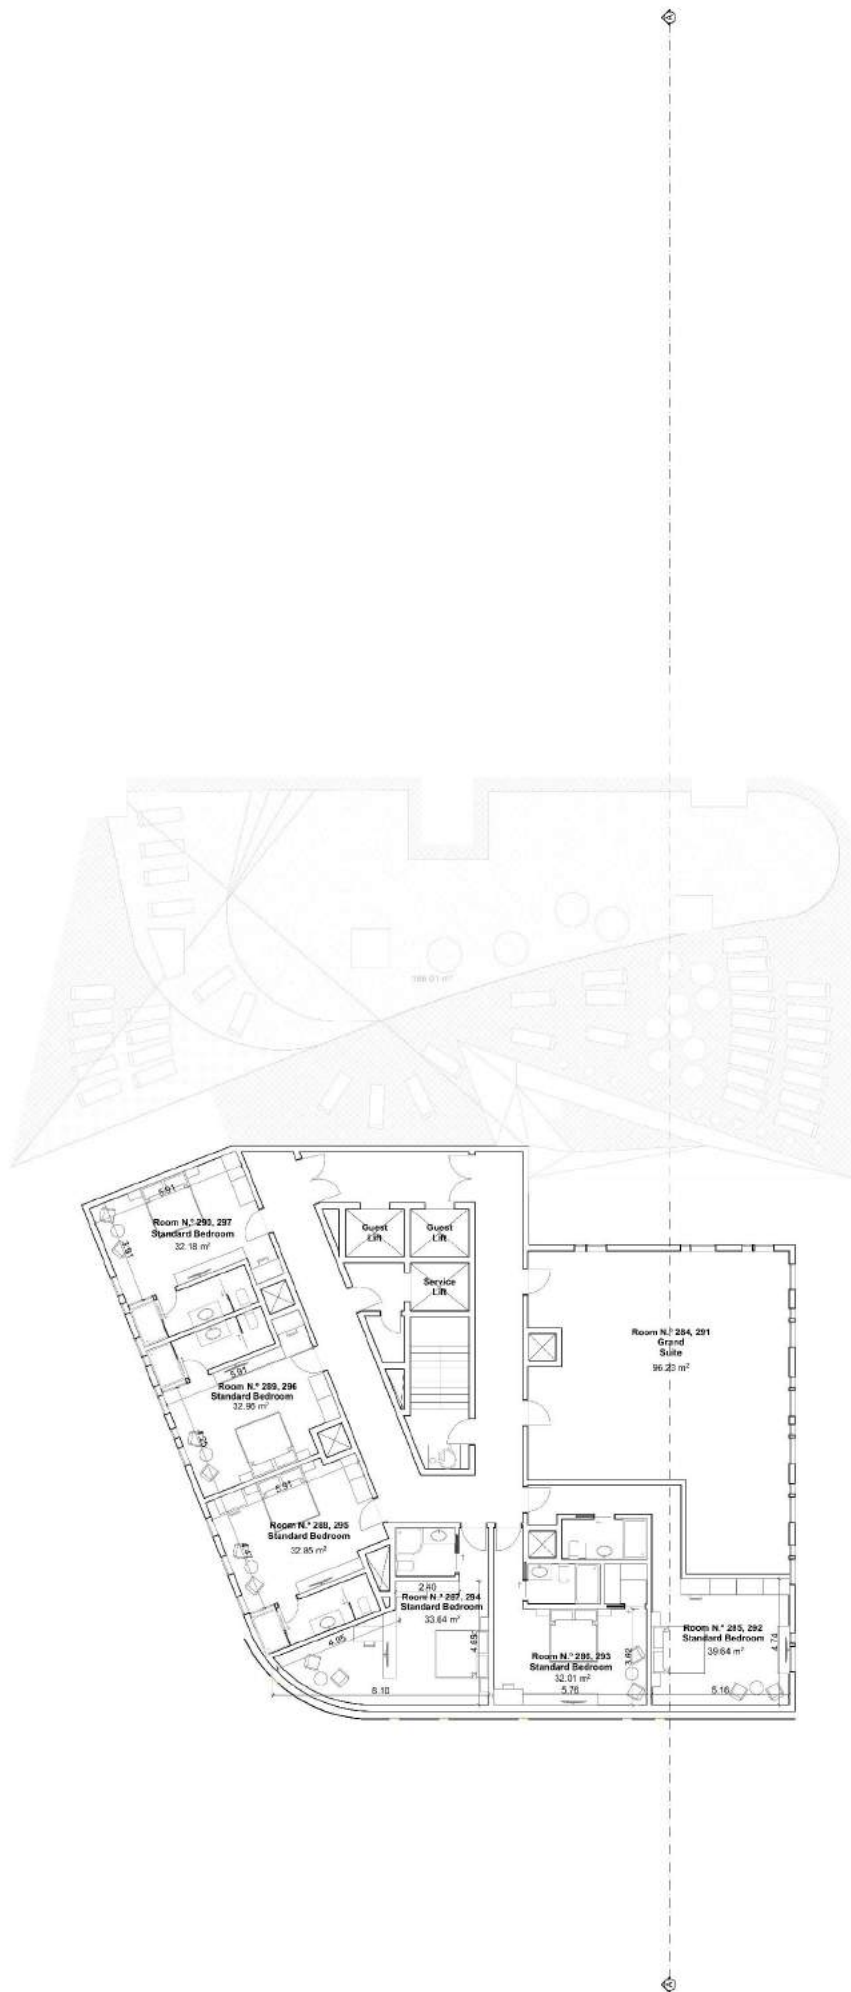 A
188.01 m²
5.91
Room N.º 290, 297
Standard Bedroom
32.18 m²
3.91
Guest
Lift
Guest
Lift
Service
Lift
Room N.º 284, 291
Grand
Suite
96.23 m²
5.91
Room N.º 289, 296
Standard Bedroom
32.95 m²
5.91
Room N.º 288, 295
Standard Bedroom
32.85 m²
2.40
Room N.º 287, 294
Standard Bedroom
33.64 m²
4.05
4.65
6.10
Room N.º 286, 293
Standard Bedroom
32.01 m²
5.76
3.62
Room N.º 285, 292
Standard Bedroom
39.64 m²
4.74
5.16
A